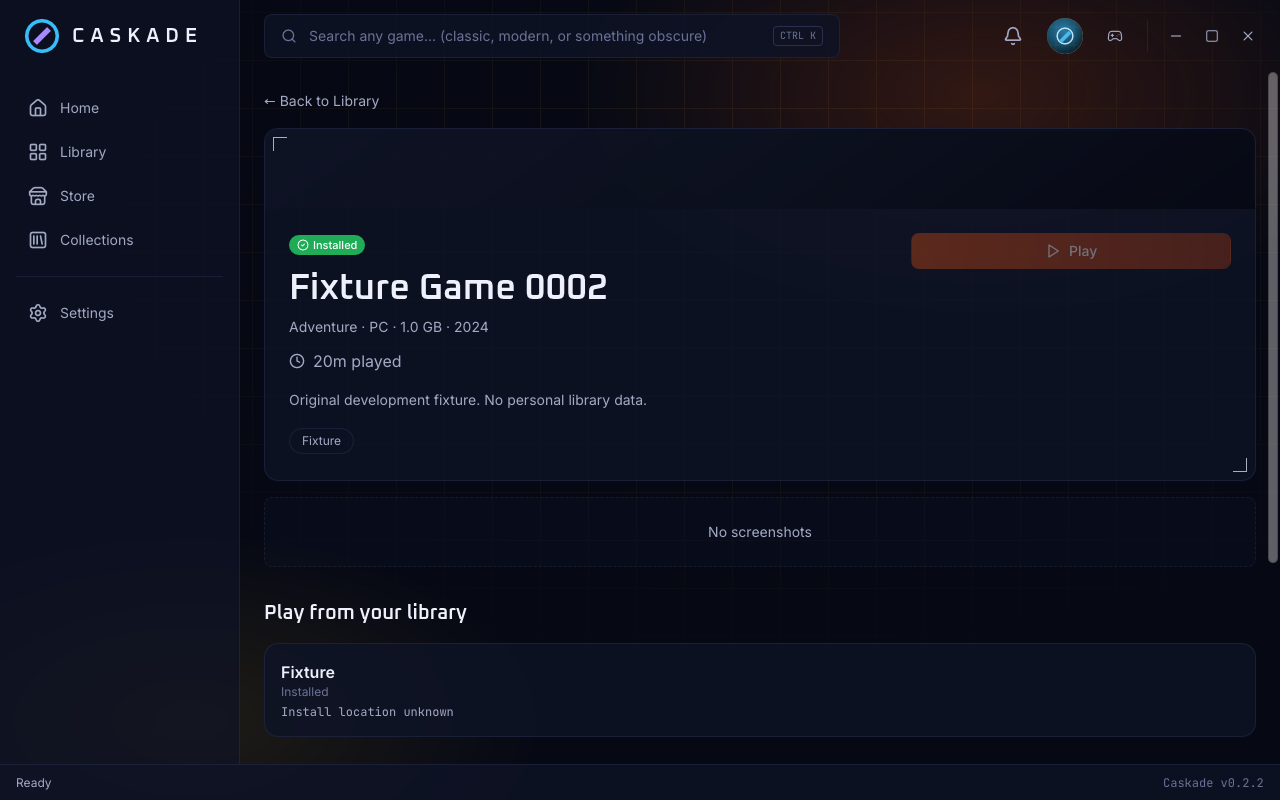 CASKADE
Search any game... (classic, modern, or something obscure)
CTRL K
Home
Library
Store
Collections
Settings
← Back to Library
Installed
Play
Fixture Game 0002
Adventure · PC · 1.0 GB · 2024
20m played
Original development fixture. No personal library data.
Fixture
No screenshots
Play from your library
Fixture
Installed
Install location unknown
Ready
Caskade v0.2.2